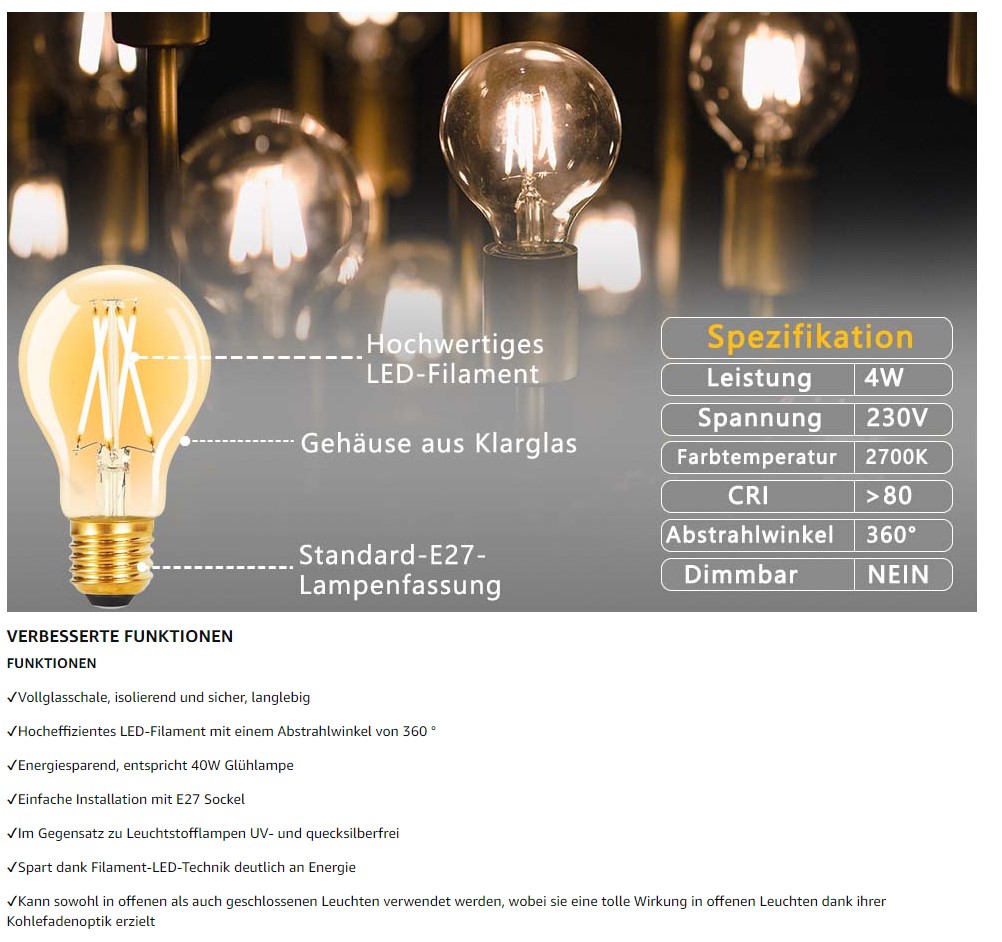 Hochwertiges
LED-Filament
Gehäuse aus Klarglas
Standard-E27-
Lampenfassung
Spezifikation
Leistung 4W
Spannung 230V
Farbtemperatur 2700K
CRI >80
Abstrahlwinkel 360°
Dimmbar NEIN
VERBESSERTE FUNKTIONEN
FUNKTIONEN
✓Vollglasschale, isolierend und sicher, langlebig
✓Hocheffizientes LED-Filament mit einem Abstrahlwinkel von 360 °
✓Energiesparend, entspricht 40W Glühlampe
✓Einfache Installation mit E27 Sockel
✓Im Gegensatz zu Leuchtstofflampen UV- und quecksilberfrei
✓Spart dank Filament-LED-Technik deutlich an Energie
✓Kann sowohl in offenen als auch geschlossenen Leuchten verwendet werden, wobei sie eine tolle Wirkung in offenen Leuchten dank ihrer
Kohlefadenoptik erzielt